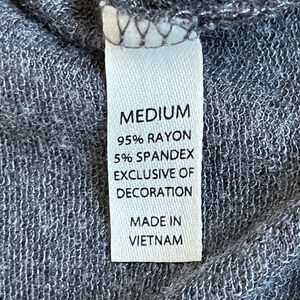 MEDIUM
95% RAYON
5% SPANDEX
EXCLUSIVE OF
DECORATION
MADE IN
VIETNAM